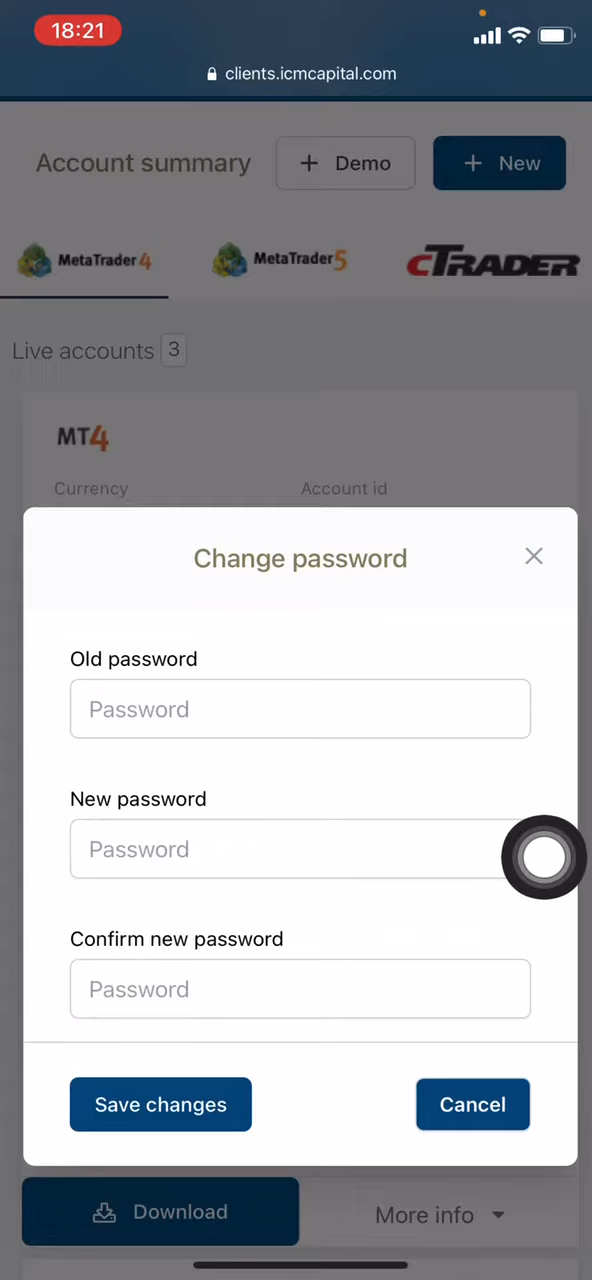 18:21
clients.icmcapital.com
Account summary
+ Demo
+ New
MetaTrader 4
MetaTrader 5
cTRADER
Live accounts 3
MT4
Currency
Account id
Change password
Old password
Password
New password
Password
Confirm new password
Password
Save changes
Cancel
Download
More info